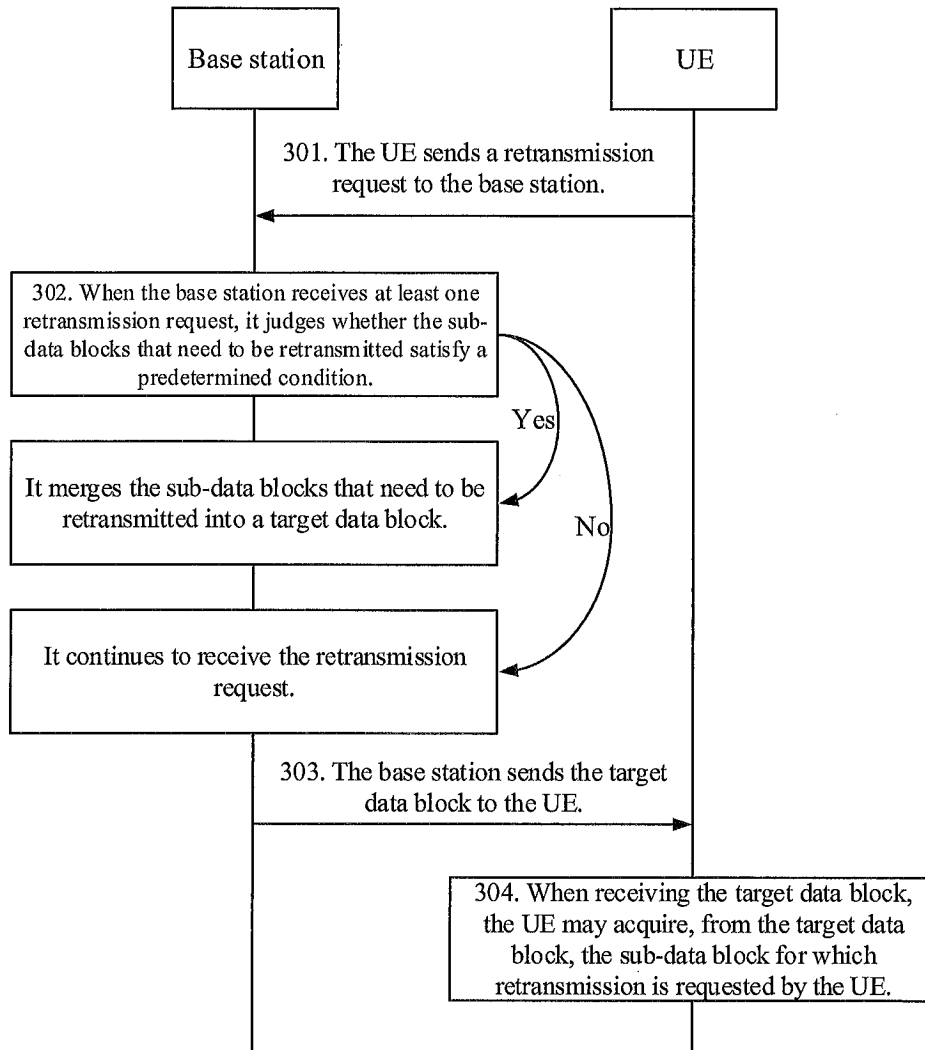 Base station
UE
301. The UE sends a retransmission
request to the base station.
302. When the base station receives at least one
retransmission request, it judges whether the sub-
data blocks that need to be retransmitted satisfy a
predetermined condition.
Yes
It merges the sub-data blocks that need to be
retransmitted into a target data block.
No
It continues to receive the retransmission
request.
303. The base station sends the target
data block to the UE.
304. When receiving the target data block,
the UE may acquire, from the target data
block, the sub-data block for which
retransmission is requested by the UE.